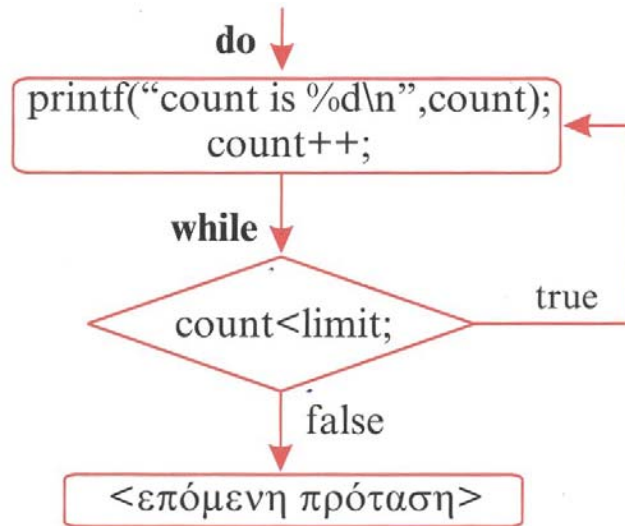 do
printf(“count is %d\n”,count);
count++;
while
count<limit;
true
false
<επόμενη πρόταση>